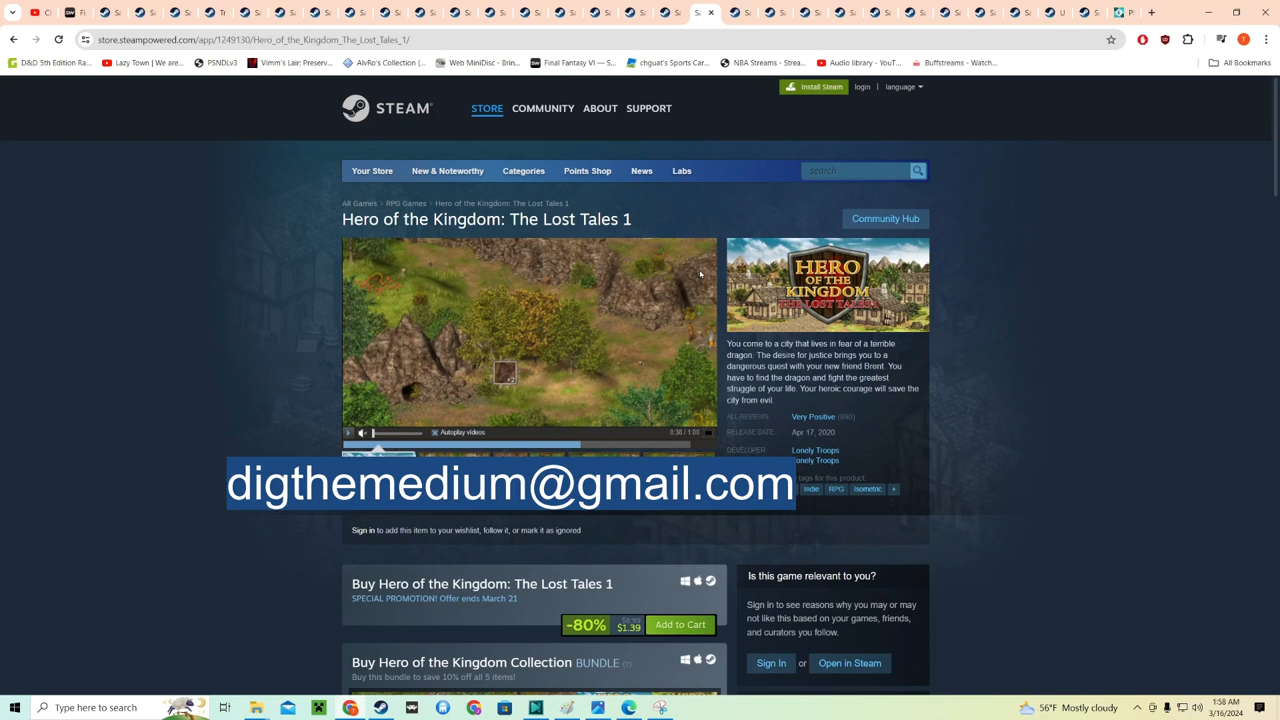 store.steampowered.com/app/1249130/Hero_of_the_Kingdom_The_Lost_Tales_1/
D&D 5th Edition Ra... Lazy Town | We are... PSNDLv3 Vimm's Lair: Preserv... AlvRo's Collection (... Web MiniDisc - Brin... Final Fantasy VI — S... chguat's Sports Car... NBA Streams - Strea... Audio library - YouT... Buffstreams - Watch... All Bookmarks
Install Steam login | language
STEAM STORE COMMUNITY ABOUT SUPPORT
Your Store New & Noteworthy Categories Points Shop News Labs search
All Games > RPG Games > Hero of the Kingdom: The Lost Tales 1
Hero of the Kingdom: The Lost Tales 1
Community Hub
HERO
OF THE
KINGDOM
THE LOST TALES 1
You come to a city that lives in fear of a terrible
dragon. The desire for justice brings you to a
dangerous quest with your new friend Brent. You
have to find the dragon and fight the greatest
struggle of your life. Your heroic courage will save the
city from evil.
+2
ALL REVIEWS: Very Positive (890)
RELEASE DATE: Apr 17, 2020
Autoplay videos 0:38 / 1:00
DEVELOPER: Lonely Troops
Lonely Troops
tags for this product:
Indie RPG Isometric +
digthemedium@gmail.com
Sign in to add this item to your wishlist, follow it, or mark it as ignored
Buy Hero of the Kingdom: The Lost Tales 1
SPECIAL PROMOTION! Offer ends March 21
-80% $6.99 $1.39 Add to Cart
Is this game relevant to you?
Sign in to see reasons why you may or may
not like this based on your games, friends,
and curators you follow.
Sign In or Open in Steam
Buy Hero of the Kingdom Collection BUNDLE (?)
Buy this bundle to save 10% off all 5 items!
Type here to search
56°F Mostly cloudy
1:58 AM
3/16/2024